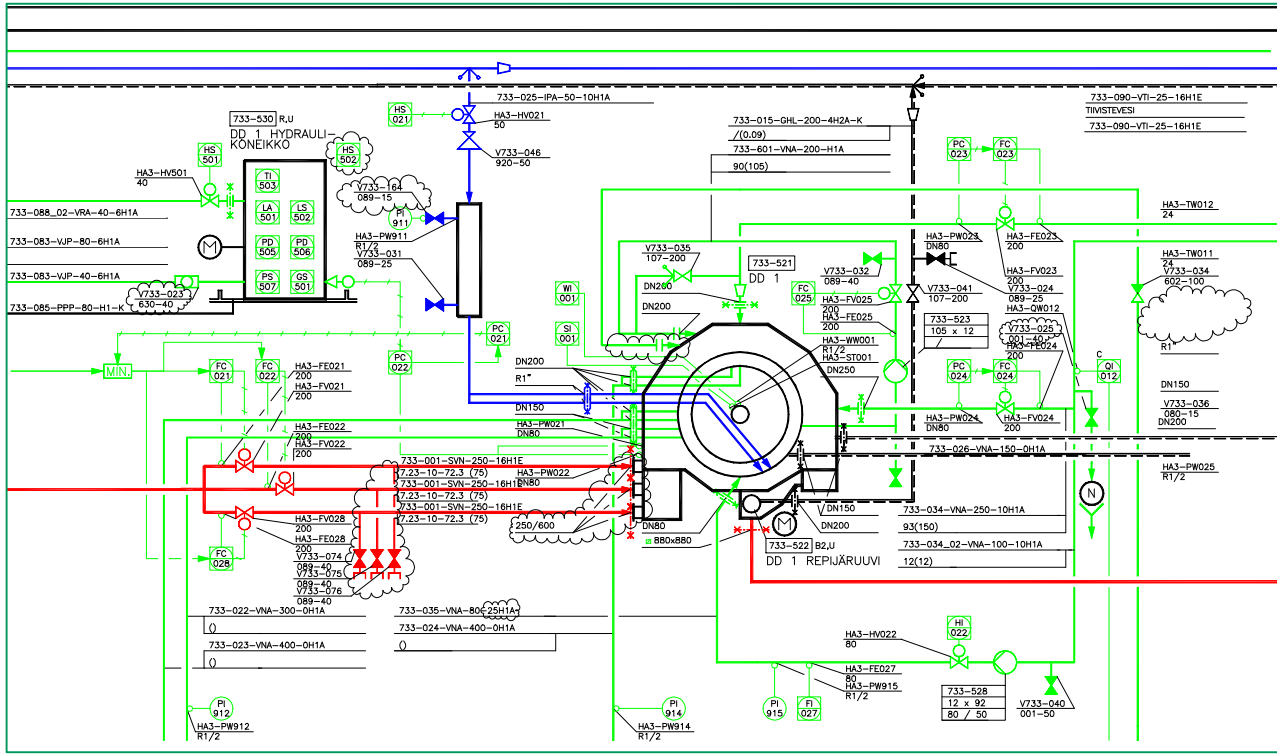 733-025-IPA-50-10H1A
HS
021
HA3-HV021
50
V733-046
920-50
733-530 R,U
DD 1 HYDRAULI-
KONEIKKO
HS
501
HS
502
HA3-HV501
40
TI
503
LA
501
LS
502
PD
505
PD
506
PS
507
GS
501
M
733-088_02-VRA-40-6H1A
733-083-VJP-80-6H1A
733-083-VJP-40-6H1A
V733-023
630-40
733-085-PPP-80-H1-K
V733-164
089-15
PI
911
HA3-PW911
R1/2
V733-031
089-25
733-015-GHL-200-4H2A-K
/(0.09)
733-601-VNA-200-H1A
90(105)
733-090-VTI-25-16H1E
TIIVISTEVESI
733-090-VTI-25-16H1E
PC
023
FC
023
HA3-TW012
24
HA3-PW023
DN80
HA3-FE023
200
HA3-FV023
200
HA3-TW011
24
V733-034
602-100
V733-035
107-200
733-521
DD 1
V733-032
089-40
V733-041
107-200
V733-024
089-25
HA3-QW012
WI
001
DN200
DN200
FC
025
HA3-FV025
200
HA3-FE025
200
733-523
105 x 12
V733-025
001-40
HA3-FE024
200
R1"
SI
001
HA3-WW001
R1/2
HA3-ST001
DN250
PC
021
PC
022
MIN.
FC
021
FC
022
HA3-FE021
200
HA3-FV021
200
HA3-FE022
200
HA3-FV022
200
DN200
R1"
DN150
HA3-PW021
DN80
PC
024
FC
024
C
QI
012
HA3-PW024
DN80
HA3-FV024
200
DN150
V733-036
080-15
DN200
733-026-VNA-150-0H1A
HA3-PW025
R1/2
733-001-SVN-250-16H1E
7.23-10-72.3 (75)
733-001-SVN-250-16H1E
7.23-10-72.3 (75)
733-001-SVN-250-16H1E
7.23-10-72.3 (75)
HA3-PW022
DN80
250/600
DN80
880x880
HA3-FV028
200
HA3-FE028
200
FC
028
V733-074
089-40
V733-075
089-40
V733-076
089-40
M
DN150
DN200
733-522 B2,U
DD 1 REPIJÄRUUVI
N
733-034-VNA-250-10H1A
93(150)
733-034_02-VNA-100-10H1A
12(12)
733-022-VNA-300-0H1A
()
733-023-VNA-400-0H1A
()
733-035-VNA-80-25H1A
733-024-VNA-400-0H1A
()
HA3-HV022
80
HI
022
HA3-FE027
80
HA3-PW915
R1/2
PI
912
HA3-PW912
R1/2
PI
914
HA3-PW914
R1/2
PI
915
FI
027
733-528
12 x 92
80 / 50
V733-040
001-50